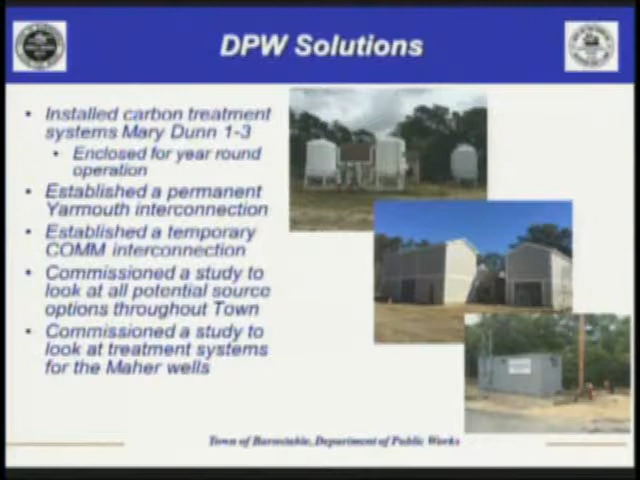 DPW Solutions
• Installed carbon treatment
systems Mary Dunn 1-3
• Enclosed for year round
operation
• Established a permanent
Yarmouth interconnection
• Established a temporary
COMM interconnection
• Commissioned a study to
look at all potential source
options throughout Town
• Commissioned a study to
look at treatment systems
for the Maher wells
Town of Barnstable, Department of Public Works